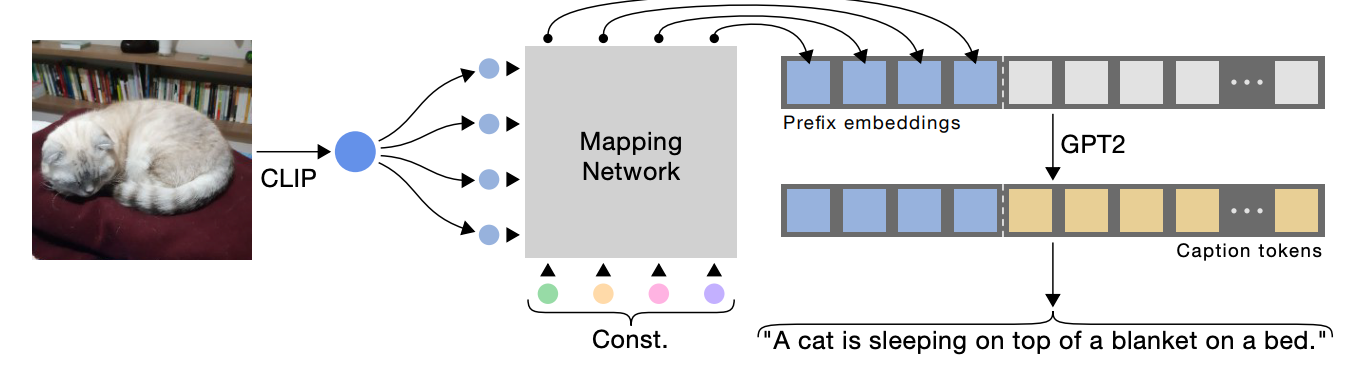 CLIP
Mapping
Network
Const.
Prefix embeddings
GPT2
Caption tokens
"A cat is sleeping on top of a blanket on a bed."